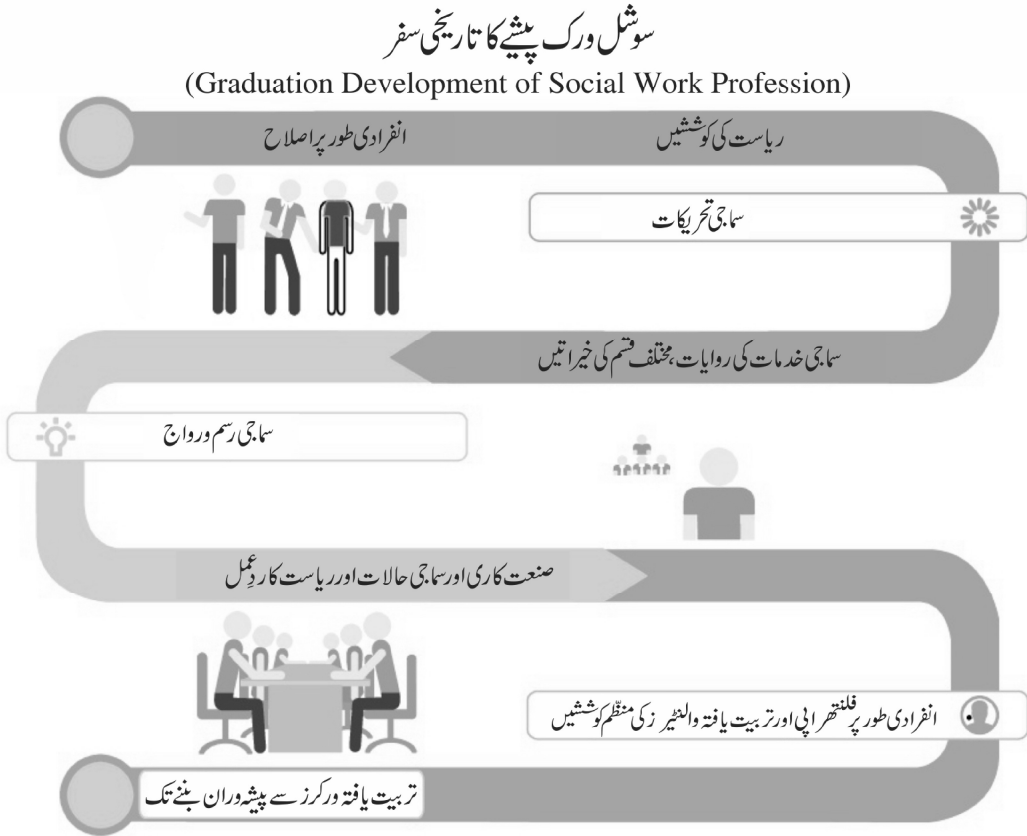 سوشل ورک پیشے کا تاریخی سفر
(Graduation Development of Social Work Profession)
انفرادی طور پر اصلاح
ریاست کی کوششیں
سماجی تحریکات
سماجی خدمات کی روایات، مختلف قسم کی خیراتیں
سماجی رسم و رواج
صنعت کاری اور سماجی حالات اور ریاست کا ردِعمل
انفرادی طور پر فلنتھراپی اور تربیت یافتہ والنٹیرز کی منظّم کوششیں
تربیت یافتہ ورکرز سے پیشہ وران بننے تک